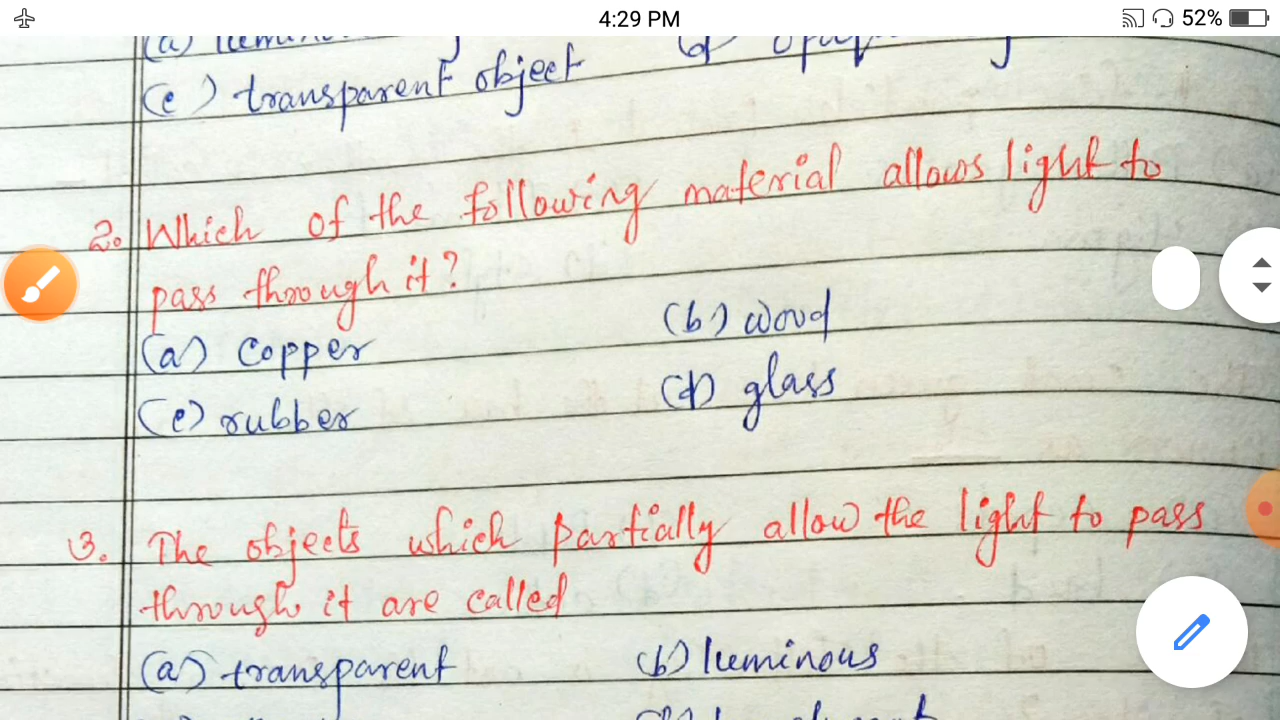 4:29 PM
52%
(c) transparent object
2. Which of the following material allows light to
pass through it?
(a) copper (b) wood
(c) rubber (d) glass
3. The objects which partially allow the light to pass
through it are called
(a) transparent (b) luminous